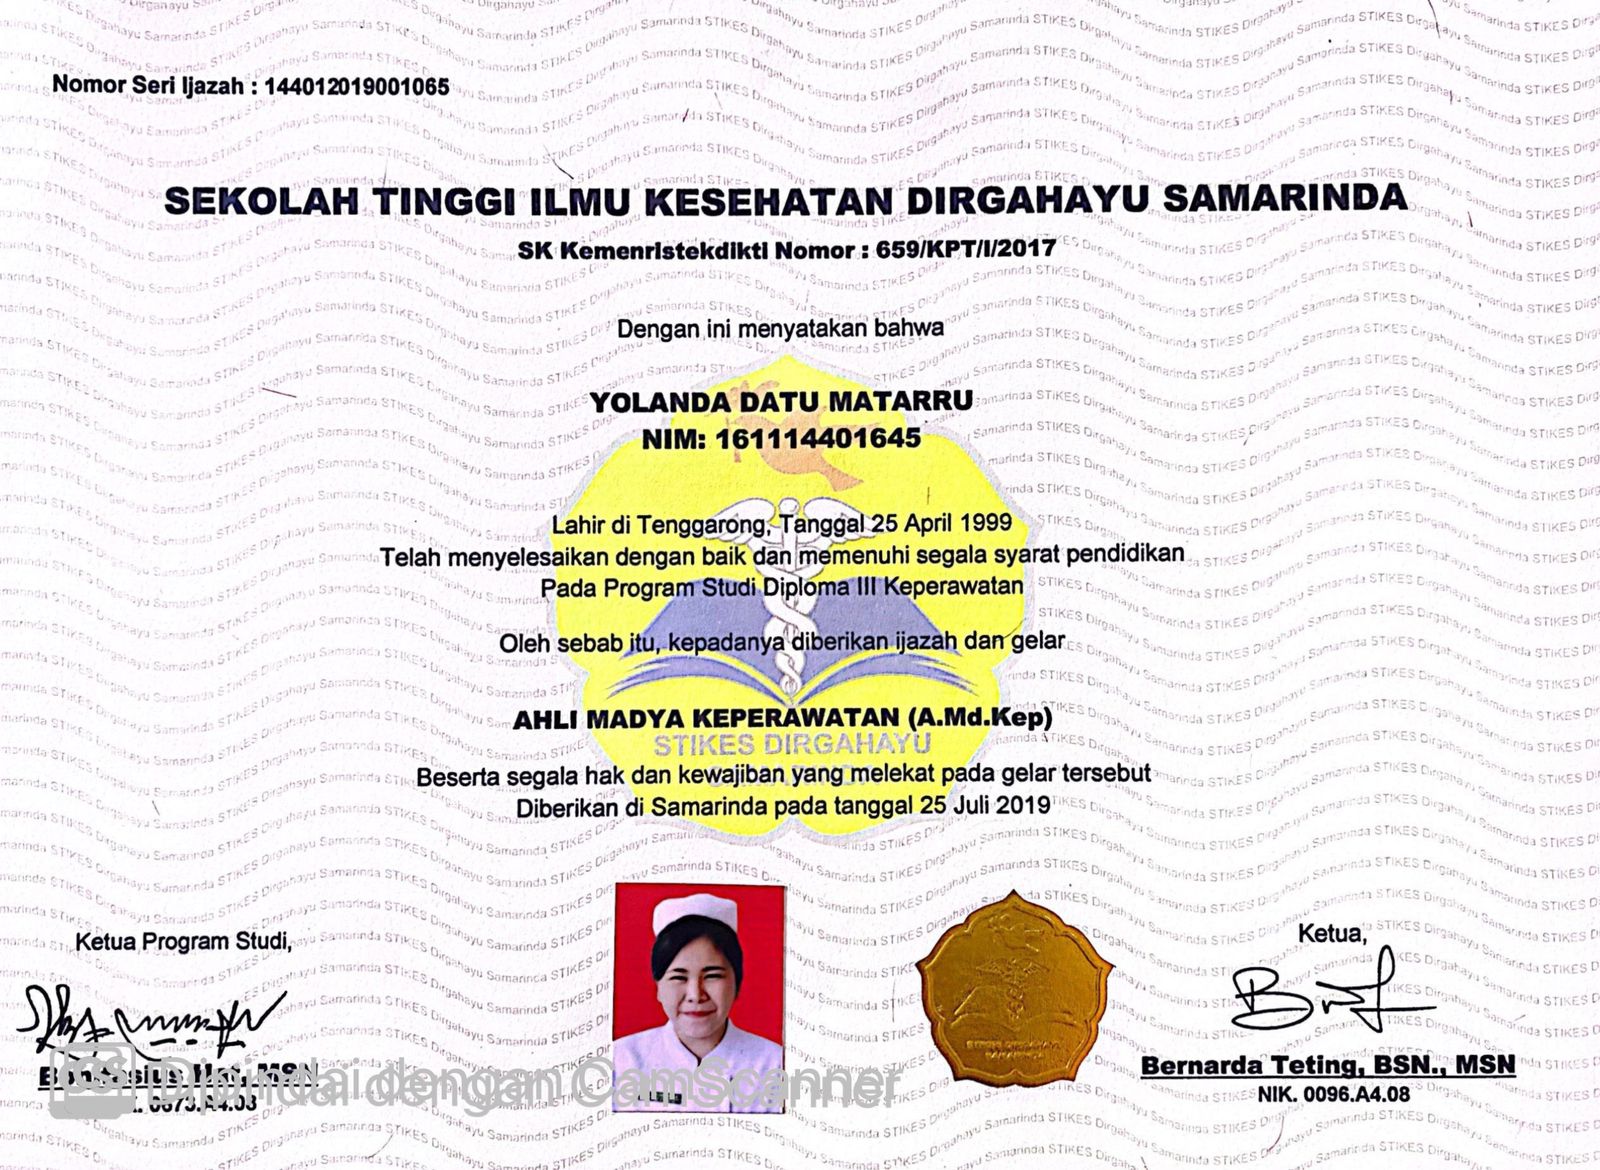 Nomor Seri Ijazah : 144012019001065
SEKOLAH TINGGI ILMU KESEHATAN DIRGAHAYU SAMARINDA
SK Kemenristekdikti Nomor : 659/KPT/I/2017
Dengan ini menyatakan bahwa
YOLANDA DATU MATARRU
NIM: 161114401645
Lahir di Tenggarong, Tanggal 25 April 1999
Telah menyelesaikan dengan baik dan memenuhi segala syarat pendidikan
Pada Program Studi Diploma III Keperawatan
Oleh sebab itu, kepadanya diberikan ijazah dan gelar
AHLI MADYA KEPERAWATAN (A.Md.Kep)
STIKES DIRGAHAYU
SAMARINDA
Beserta segala hak dan kewajiban yang melekat pada gelar tersebut
Diberikan di Samarinda pada tanggal 25 Juli 2019
Ketua Program Studi,
Ketua,
MSN
Bernarda Teting, BSN., MSN
NIK. 0096.A4.08
CS Dipindai dengan CamScanner